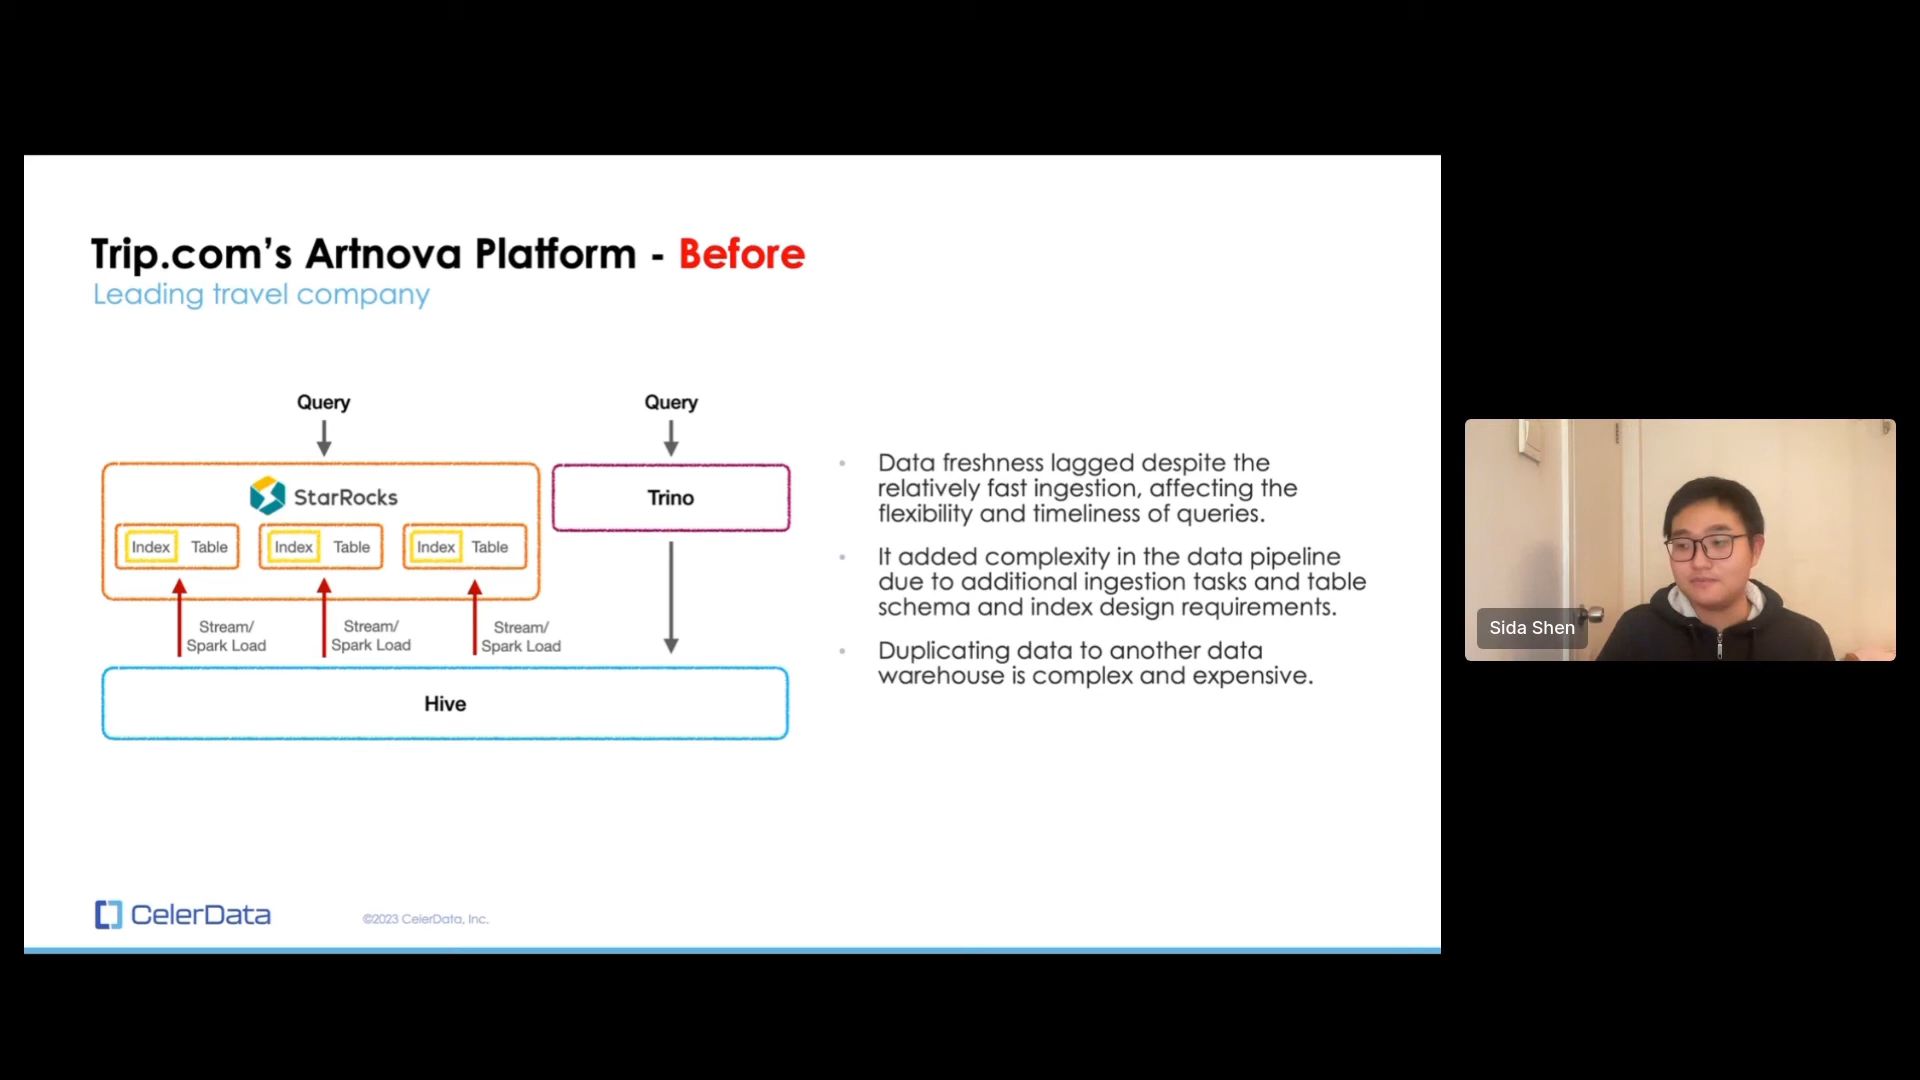 Trip.com’s Artnova Platform - Before
Leading travel company
Query
Query
StarRocks
Trino
Index Table
Index Table
Index Table
Stream/
Spark Load
Stream/
Spark Load
Stream/
Spark Load
Hive
Data freshness lagged despite the
relatively fast ingestion, affecting the
flexibility and timeliness of queries.
It added complexity in the data pipeline
due to additional ingestion tasks and table
schema and index design requirements.
Duplicating data to another data
warehouse is complex and expensive.
CelerData
©2023 CelerData, Inc.
Sida Shen